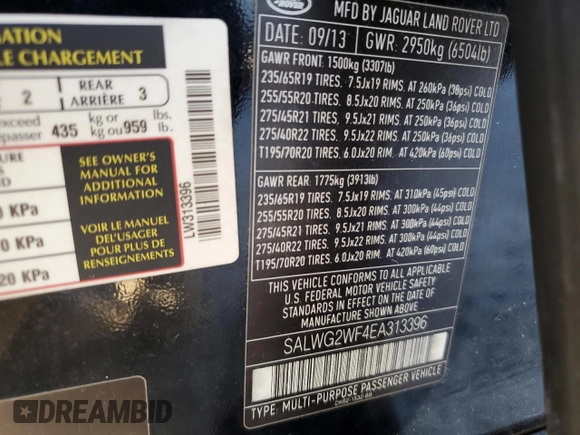 MATION
LE CHARGEMENT
2
REAR
ARRIÈRE 3
exceed
passer 435 kg or kg ou 959 lb. lbs.
SEE OWNER'S
MANUAL FOR
ADDITIONAL
INFORMATION
VOIR LE MANUEL
DE L'USAGER
POUR PLUS DE
RENSEIGNEMENTS
0 KPa
0 KPa
20 KPa
LW313396
ROVER
MFD BY JAGUAR LAND ROVER LTD
DATE: 09/13 GWR: 2950kg (6504lb)
GAWR FRONT: 1500kg (3307lb)
235/65R19 TIRES. 7.5Jx19 RIMS. AT 260kPa (38psi) COLD
255/55R20 TIRES. 8.5Jx20 RIMS. AT 250kPa (36psi) COLD
275/45R21 TIRES. 9.5Jx21 RIMS. AT 250kPa (36psi) COLD
275/40R22 TIRES. 9.5Jx22 RIMS. AT 250kPa (36psi) COLD
T195/70R20 TIRES. 6.0Jx20 RIM. AT 420kPa (60psi) COLD
GAWR REAR: 1775kg (3913lb)
235/65R19 TIRES. 7.5Jx19 RIMS. AT 310kPa (45psi) COLD
255/55R20 TIRES. 8.5Jx20 RIMS. AT 300kPa (44psi) COLD
275/45R21 TIRES. 9.5Jx21 RIMS. AT 300kPa (44psi) COLD
275/40R22 TIRES. 9.5Jx22 RIMS. AT 300kPa (44psi) COLD
T195/70R20 TIRES. 6.0Jx20 RIM. AT 420kPa (60psi) COLD
THIS VEHICLE CONFORMS TO ALL APPLICABLE
U.S. FEDERAL MOTOR VEHICLE SAFETY
STANDARDS IN EFFECT ON THE DATE OF
MANUFACTURE SHOWN ABOVE.
SALWG2WF4EA313396
TYPE: MULTI-PURPOSE PASSENGER VEHICLE
DREAMBID